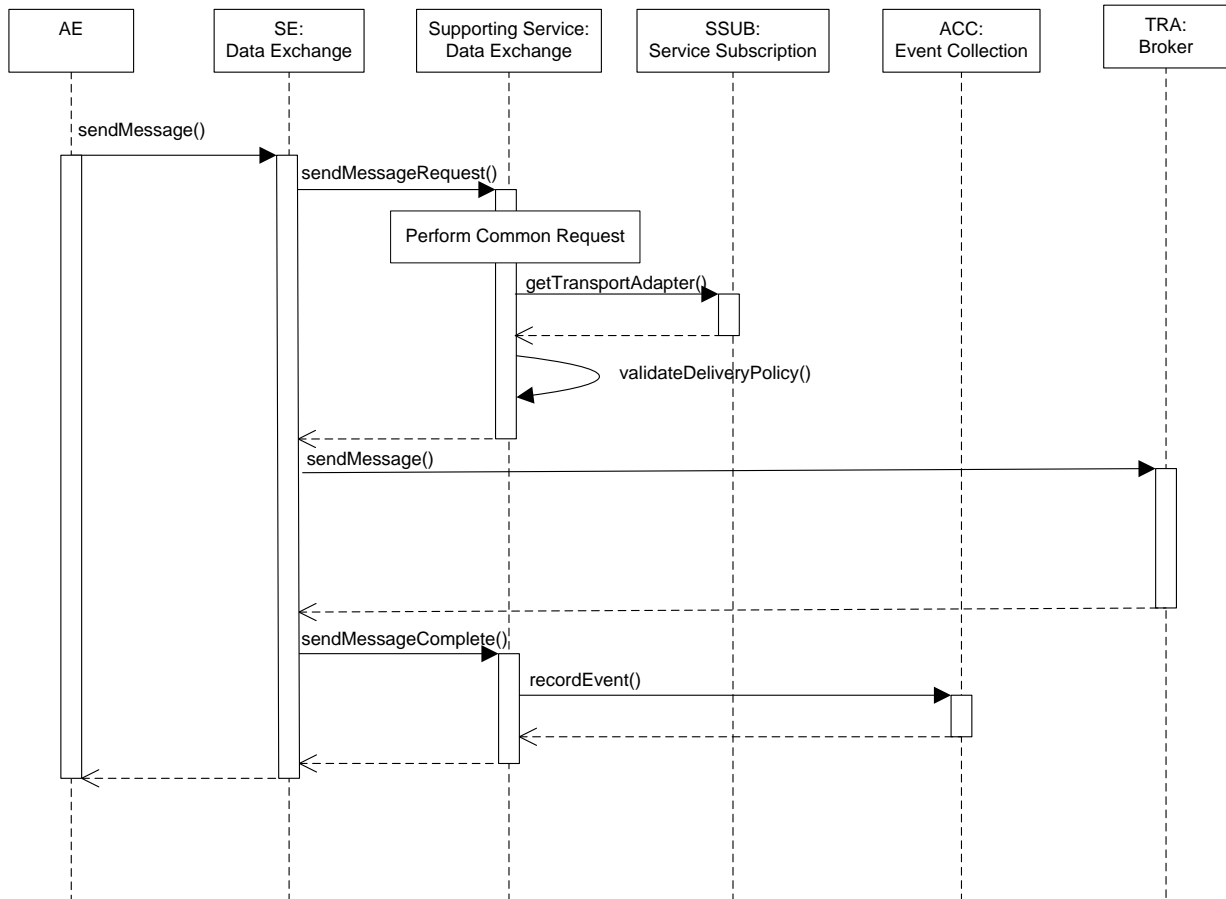 AE
SE:
Data Exchange
Supporting Service:
Data Exchange
SSUB:
Service Subscription
ACC:
Event Collection
TRA:
Broker
sendMessage()
sendMessageRequest()
Perform Common Request
getTransportAdapter()
validateDeliveryPolicy()
sendMessage()
sendMessageComplete()
recordEvent()